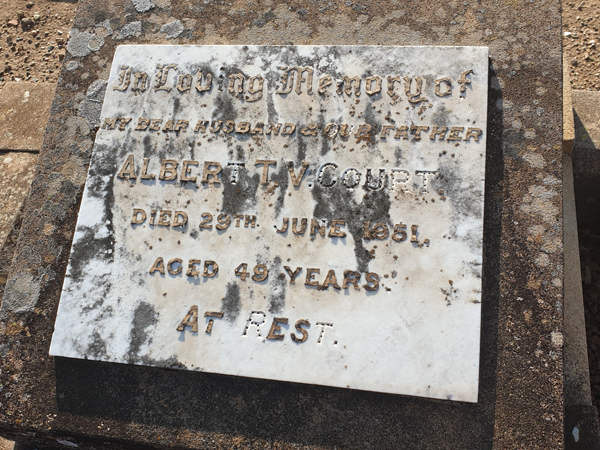 In Loving Memory of
MY DEAR HUSBAND & OUR FATHER
ALBERT T.V. COURT
DIED 29TH JUNE 1951,
AGED 49 YEARS.
AT REST.